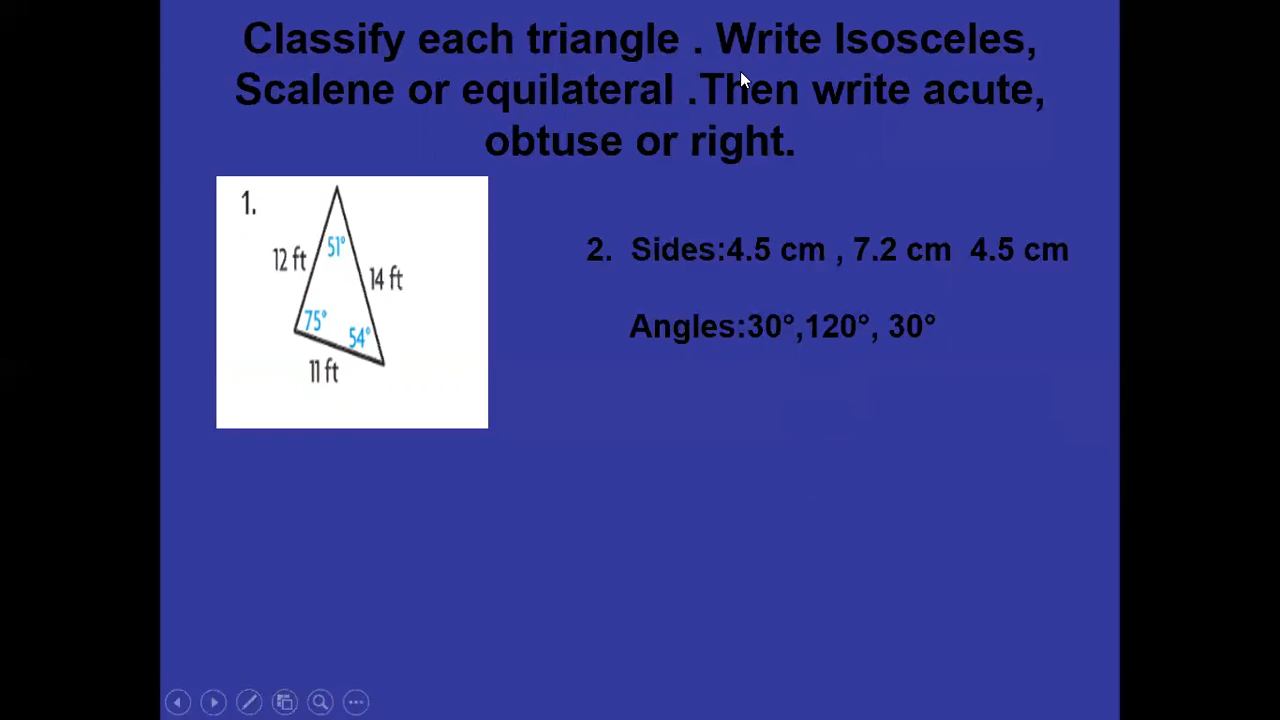 Classify each triangle . Write Isosceles,
Scalene or equilateral .Then write acute,
obtuse or right.
1.
51°
12 ft
14 ft
75°
54°
11 ft
2. Sides:4.5 cm , 7.2 cm 4.5 cm
Angles:30°,120°, 30°